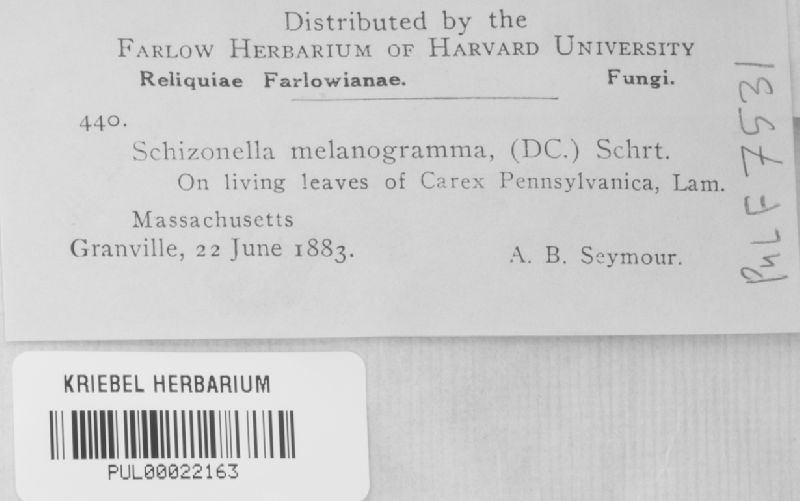 Distributed by the
Farlow Herbarium of Harvard University
Reliquiae Farlowianae. Fungi.
440.
Schizonella melanogramma, (DC.) Schrt.
On living leaves of Carex Pennsylvanica, Lam.
Massachusetts
Granville, 22 June 1883. A. B. Seymour.
PUL F 7531
KRIEBEL HERBARIUM
PUL00022163